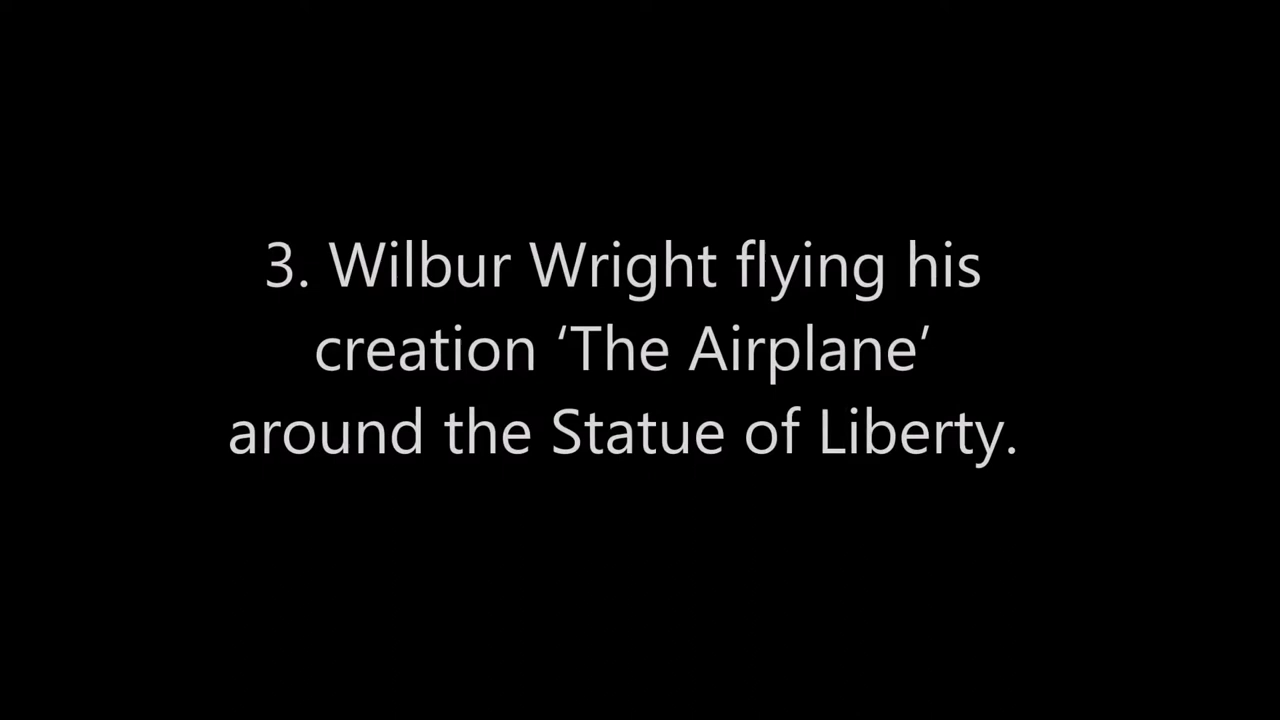 3. Wilbur Wright flying his
creation ‘The Airplane’
around the Statue of Liberty.